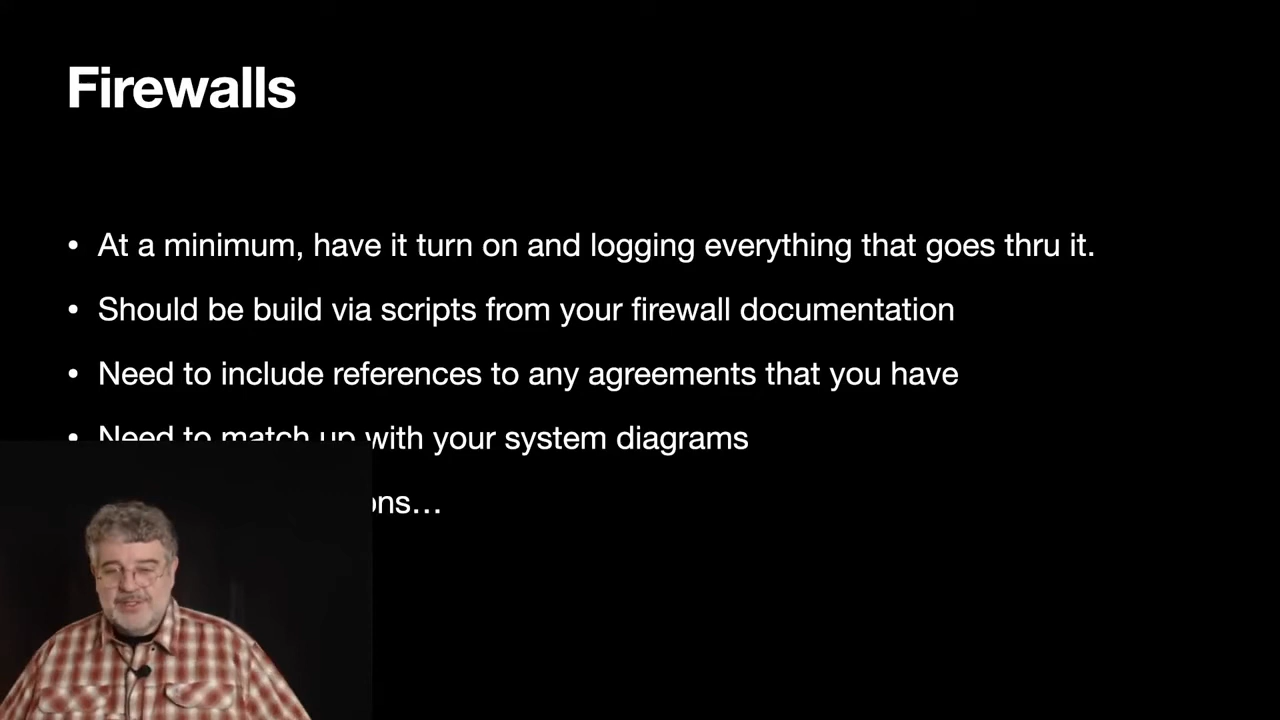 Firewalls
• At a minimum, have it turn on and logging everything that goes thru it.
• Should be build via scripts from your firewall documentation
• Need to include references to any agreements that you have
• Need to match up with your system diagrams
ons…